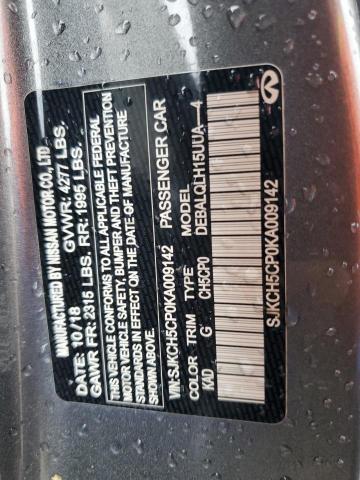 MANUFACTURED BY NISSAN MOTOR CO., LTD
DATE: 10/18 GVWR: 4277 LBS.
GAWR FR: 2315 LBS. RR: 1995 LBS.
THIS VEHICLE CONFORMS TO ALL APPLICABLE FEDERAL
MOTOR VEHICLE SAFETY, BUMPER AND THEFT PREVENTION
STANDARDS IN EFFECT ON THE DATE OF MANUFACTURE
SHOWN ABOVE.
VIN:SJKCH5CP0KA009142 PASSENGER CAR
COLOR TRIM TYPE MODEL
KAD G CH5CP0 DEBALQLH15UUA—4
SJKCH5CP0KA009142